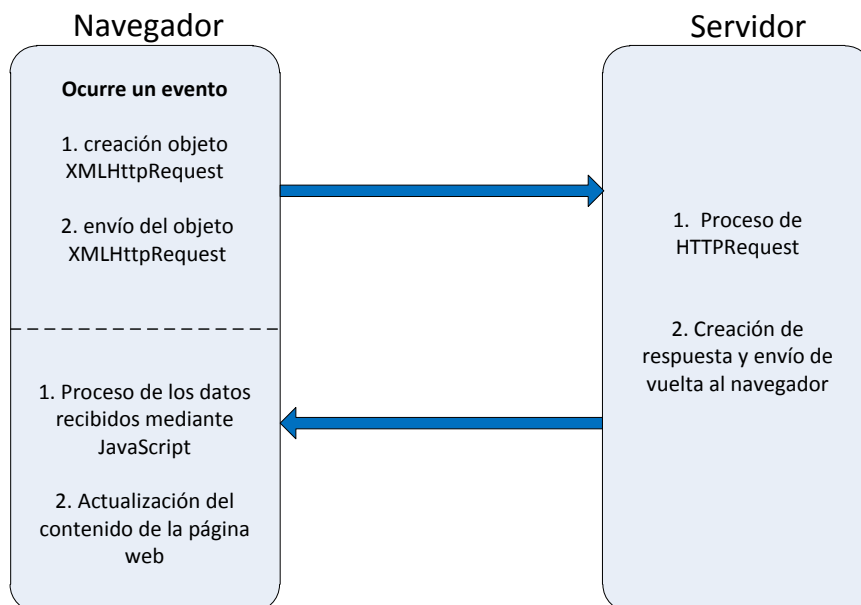 Navegador
Ocurre un evento
1. creación objeto
XMLHttpRequest
2. envío del objeto
XMLHttpRequest
1. Proceso de los datos
recibidos mediante
JavaScript
2. Actualización del
contenido de la página
web
Servidor
1. Proceso de
HTTPRequest
2. Creación de
respuesta y envío de
vuelta al navegador